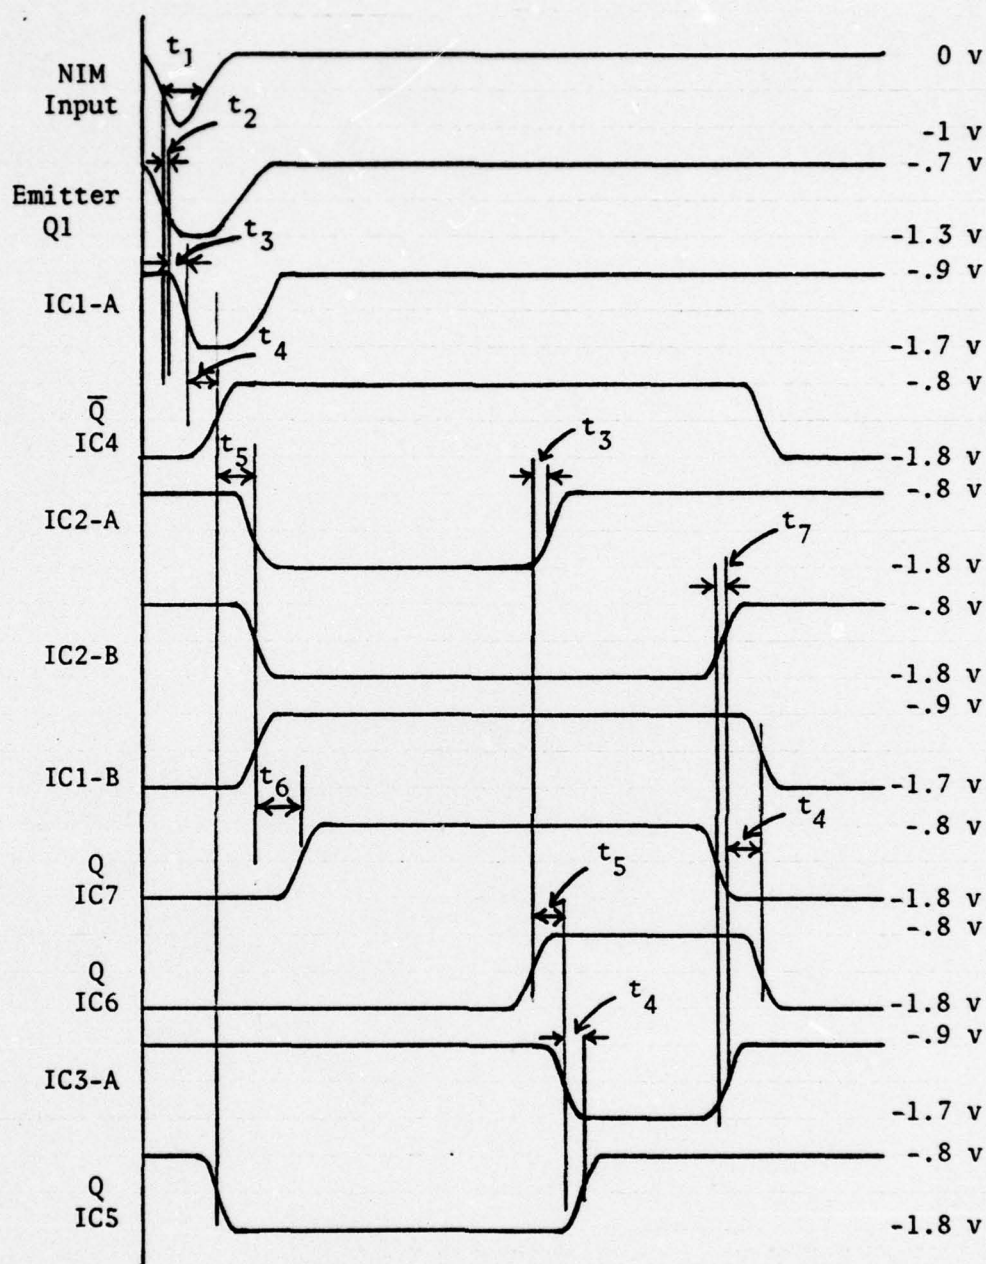 t1
NIM 0 v
Input
t2
-1 v
-.7 v
Emitter
Q1
t3
-1.3 v
-.9 v
IC1-A
t4
-1.7 v
-.8 v
Q̅
IC4
t3
t5
-1.8 v
-.8 v
IC2-A
t7
-1.8 v
-.8 v
IC2-B
-1.8 v
-.9 v
IC1-B
t6
-1.7 v
t4
-.8 v
Q
IC7
t5
-1.8 v
-.8 v
Q
IC6
t4
-1.8 v
-.9 v
IC3-A
-1.7 v
-.8 v
Q
IC5
-1.8 v